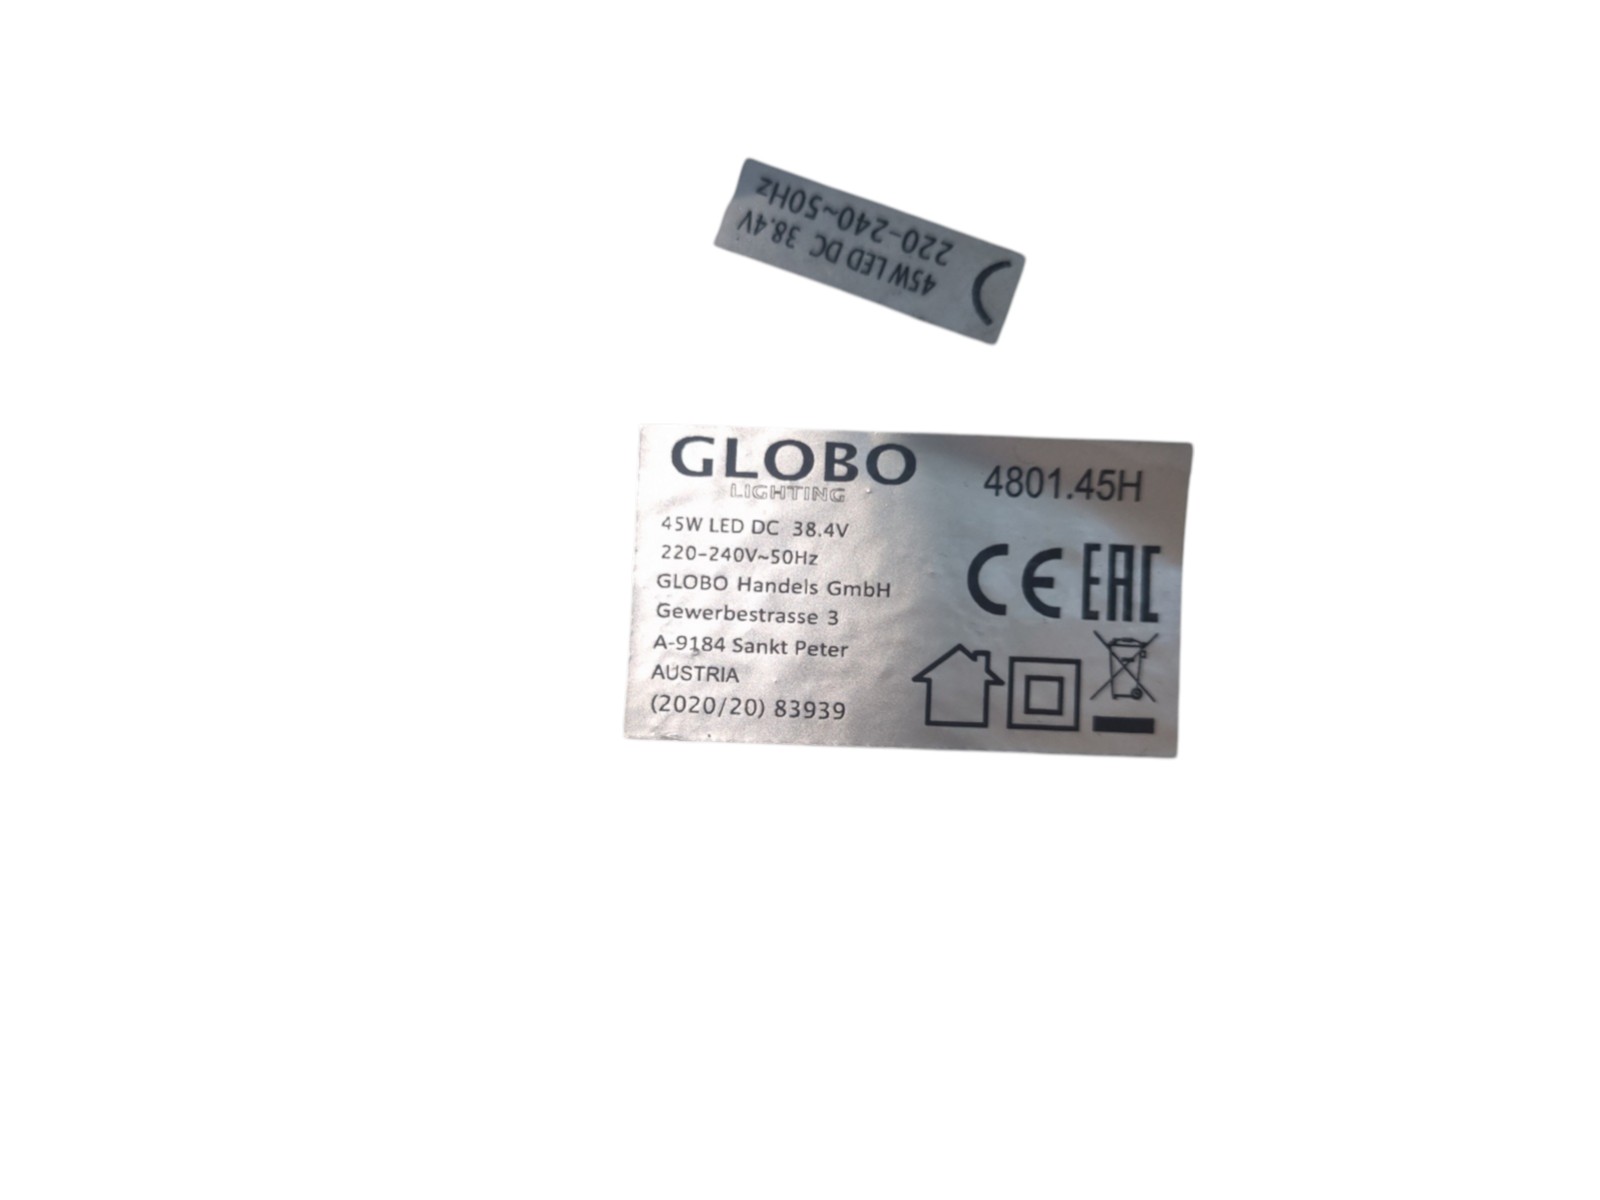 220-240~50Hz
45W LED DC 38.4V
GLOBO
LIGHTING
4801.45H
45W LED DC 38.4V
220-240V~50Hz
GLOBO Handels GmbH
Gewerbestrasse 3
A-9184 Sankt Peter
AUSTRIA
(2020/20) 83939
CE EAC